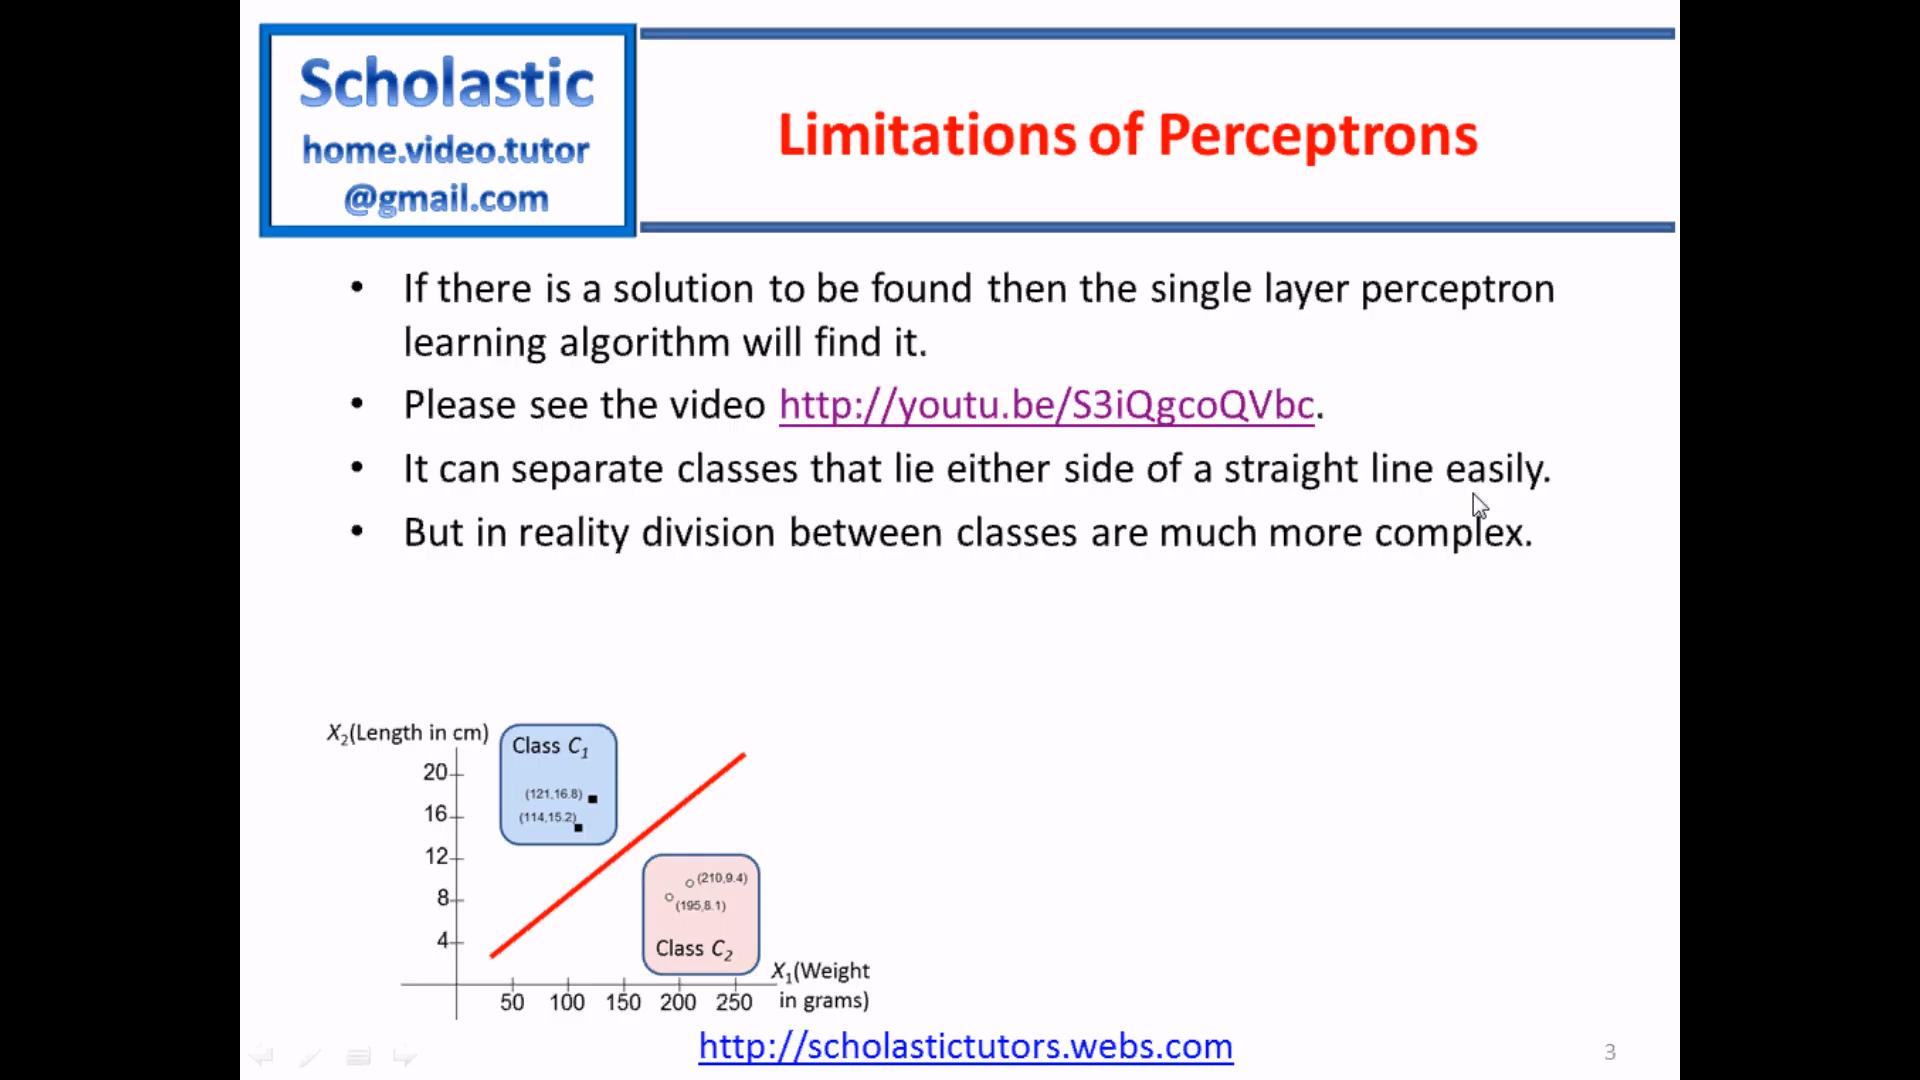 Scholastic
home.video.tutor
@gmail.com
Limitations of Perceptrons
• If there is a solution to be found then the single layer perceptron
learning algorithm will find it.
• Please see the video http://youtu.be/S3iQgcoQVbc.
• It can separate classes that lie either side of a straight line easily.
• But in reality division between classes are much more complex.
X2(Length in cm)
20
16
12
8
4
Class C1
(121,16.8)
(114,15.2)
(210,9.4)
(195,8.1)
Class C2
50 100 150 200 250
X1(Weight
in grams)
http://scholastictutors.webs.com
3